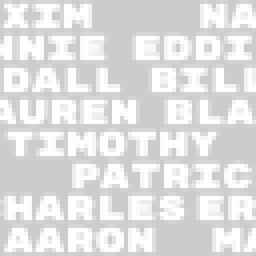 XIM NA
NNIE EDDI
DALL BILL
AUREN BLA
TIMOTHY
PATRIC
HARLES ER
AARON MA